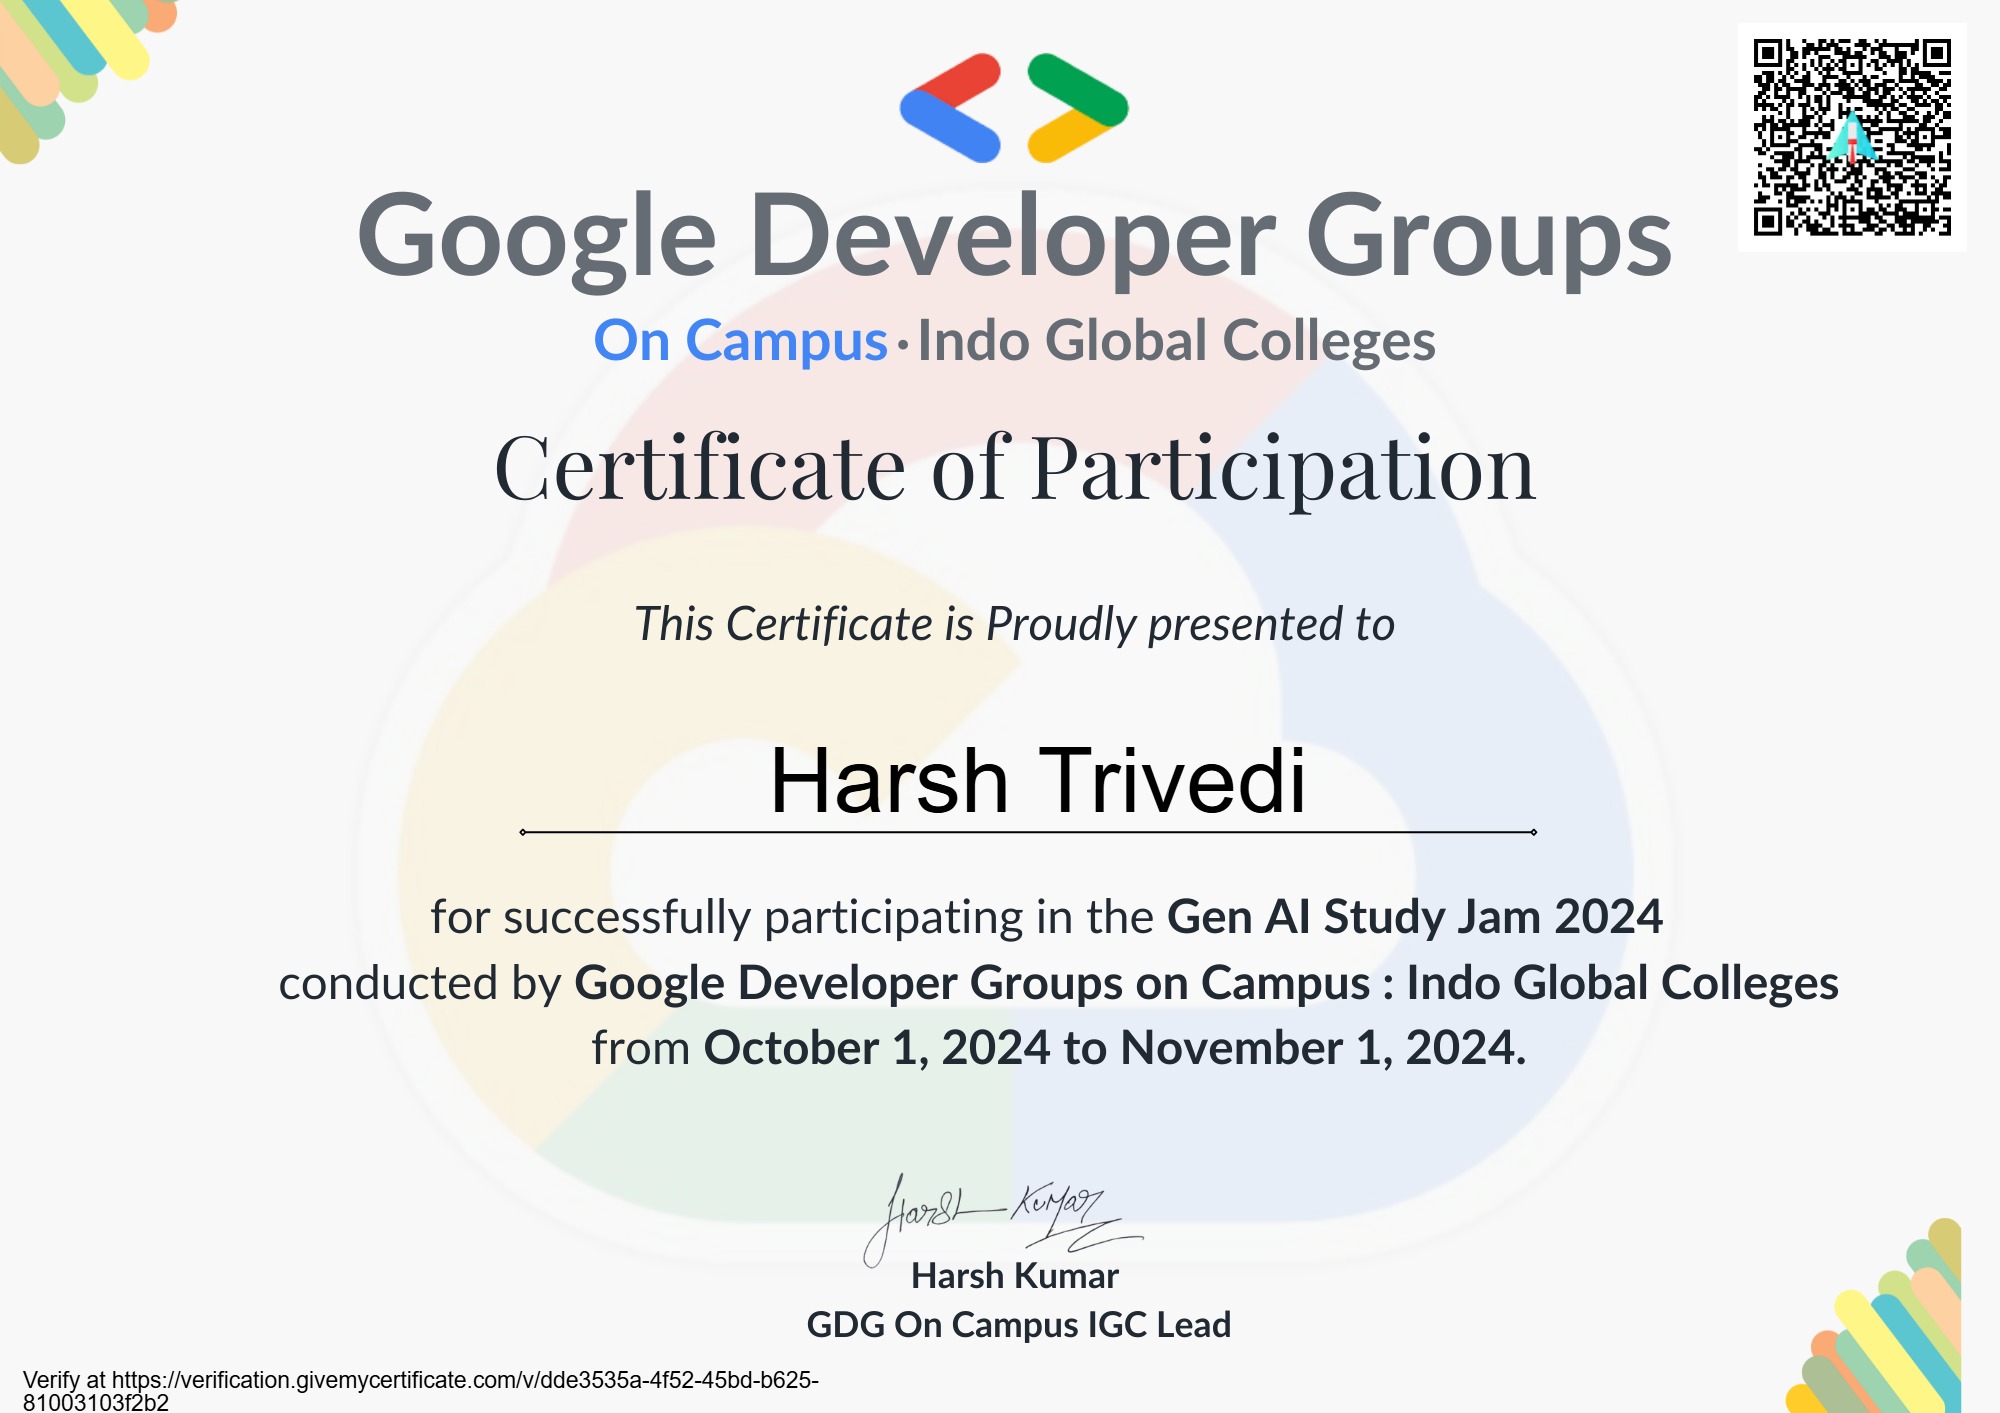 Google Developer Groups
On Campus · Indo Global Colleges
Certificate of Participation
This Certificate is Proudly presented to
Harsh Trivedi
for successfully participating in the Gen AI Study Jam 2024
conducted by Google Developer Groups on Campus : Indo Global Colleges
from October 1, 2024 to November 1, 2024.
Harsh Kumar
Harsh Kumar
GDG On Campus IGC Lead
Verify at https://verification.givemycertificate.com/v/dde3535a-4f52-45bd-b625-
81003103f2b2